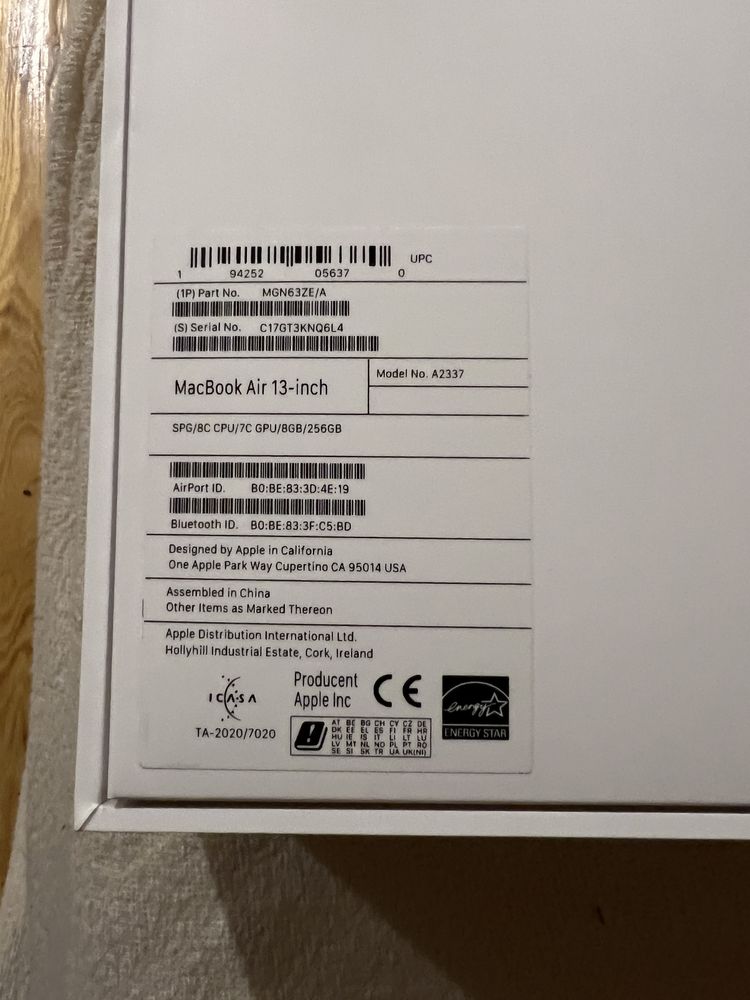 UPC
1 94252 05637 0
(1P) Part No. MGN63ZE/A
(S) Serial No. C17GT3KNQ6L4
MacBook Air 13-inch
Model No. A2337
SPG/8C CPU/7C GPU/8GB/256GB
AirPort ID. B0:BE:83:3D:4E:19
Bluetooth ID. B0:BE:83:3F:C5:BD
Designed by Apple in California
One Apple Park Way Cupertino CA 95014 USA
Assembled in China
Other Items as Marked Thereon
Apple Distribution International Ltd.
Hollyhill Industrial Estate, Cork, Ireland
ICASA
TA-2020/7020
Producent
Apple Inc
CE
energy
ENERGY STAR
AT BE BG CH CY CZ DE
DK EE EL ES FI FR HR
HU IE IS IT LI LT LU
LV MT NL NO PL PT RO
SE SI SK TR UA UK(NI)